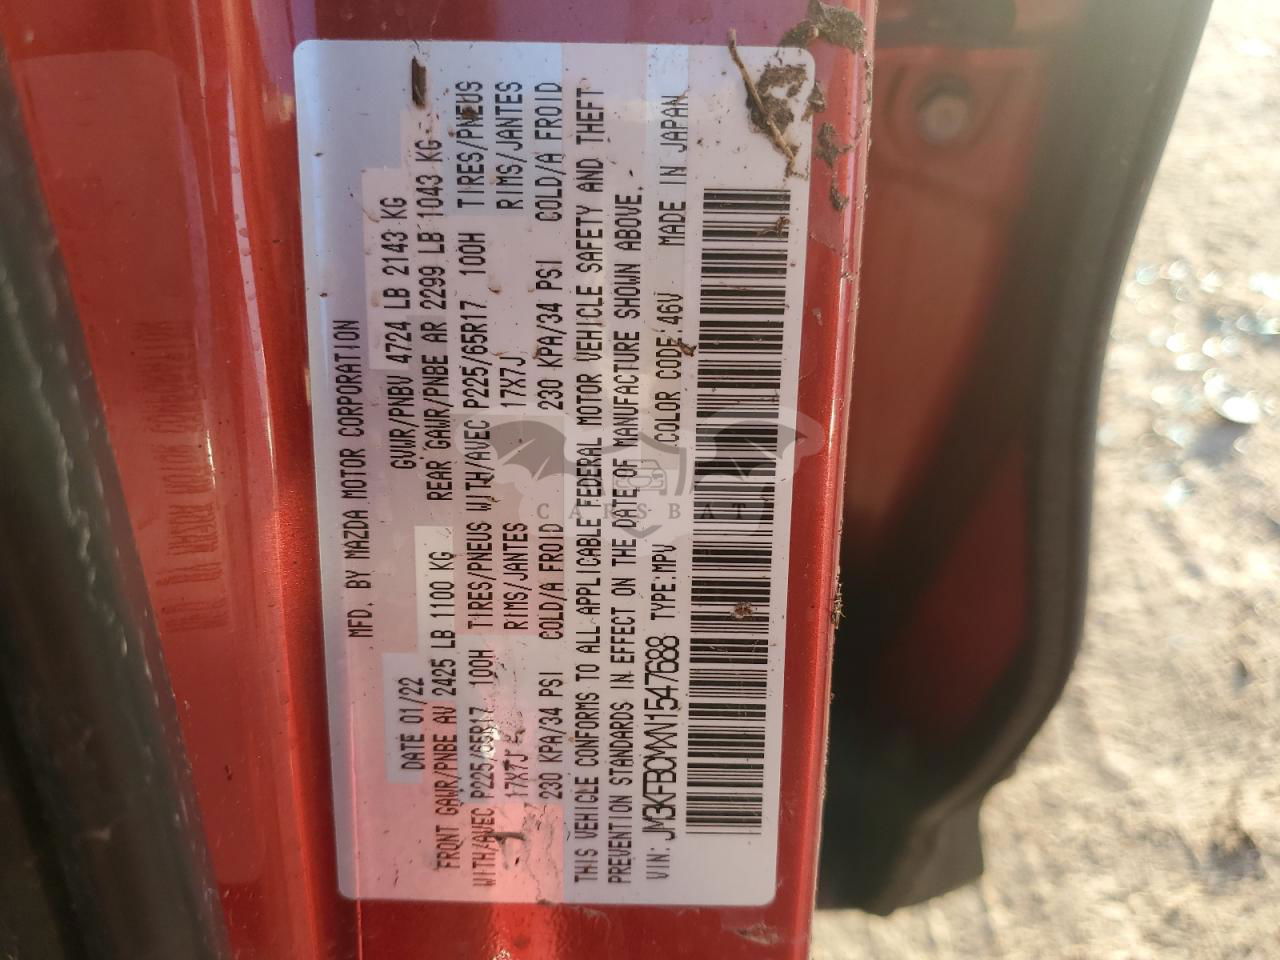 MFD. BY MAZDA MOTOR CORPORATION
DATE 01/22 GVWR/PNBV 4724 LB 2143 KG
FRONT GAWR/PNBE AV 2425 LB 1100 KG REAR GAWR/PNBE AR 2299 LB 1043 KG
WITH/AVEC P225/65R17 100H TIRES/PNEUS WITH/AVEC P225/65R17 100H TIRES/PNEUS
17X7J RIMS/JANTES 17X7J RIMS/JANTES
230 KPA/34 PSI COLD/A FROID 230 KPA/34 PSI COLD/A FROID
THIS VEHICLE CONFORMS TO ALL APPLICABLE FEDERAL MOTOR VEHICLE SAFETY AND THEFT
PREVENTION STANDARDS IN EFFECT ON THE DATE OF MANUFACTURE SHOWN ABOVE.
VIN: JM3KFBCMXN1547688 TYPE:MPV COLOR CODE:46V MADE IN JAPAN
CARSBAT